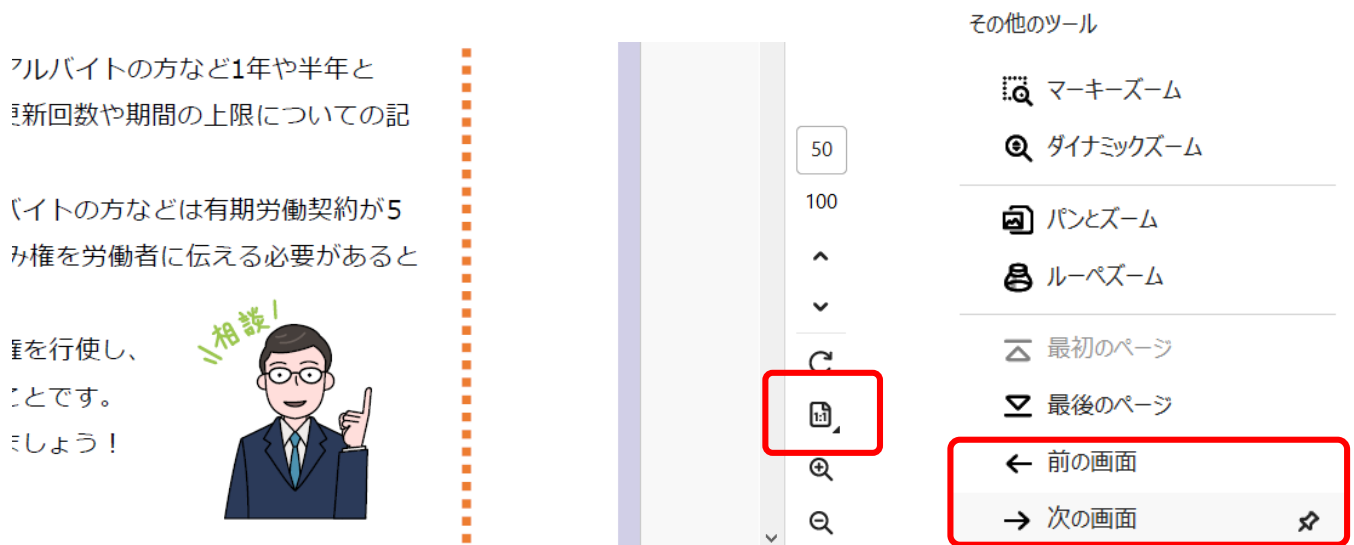 アルバイトの方など1年や半年と
更新回数や期間の上限についての記
バイトの方などは有期労働契約が5
み権を労働者に伝える必要があると
権を行使し、
ことです。
ましょう！
相談
50
100
1:1
その他のツール
マーキーズーム
ダイナミックズーム
パンとズーム
ルーペズーム
最初のページ
最後のページ
前の画面
次の画面